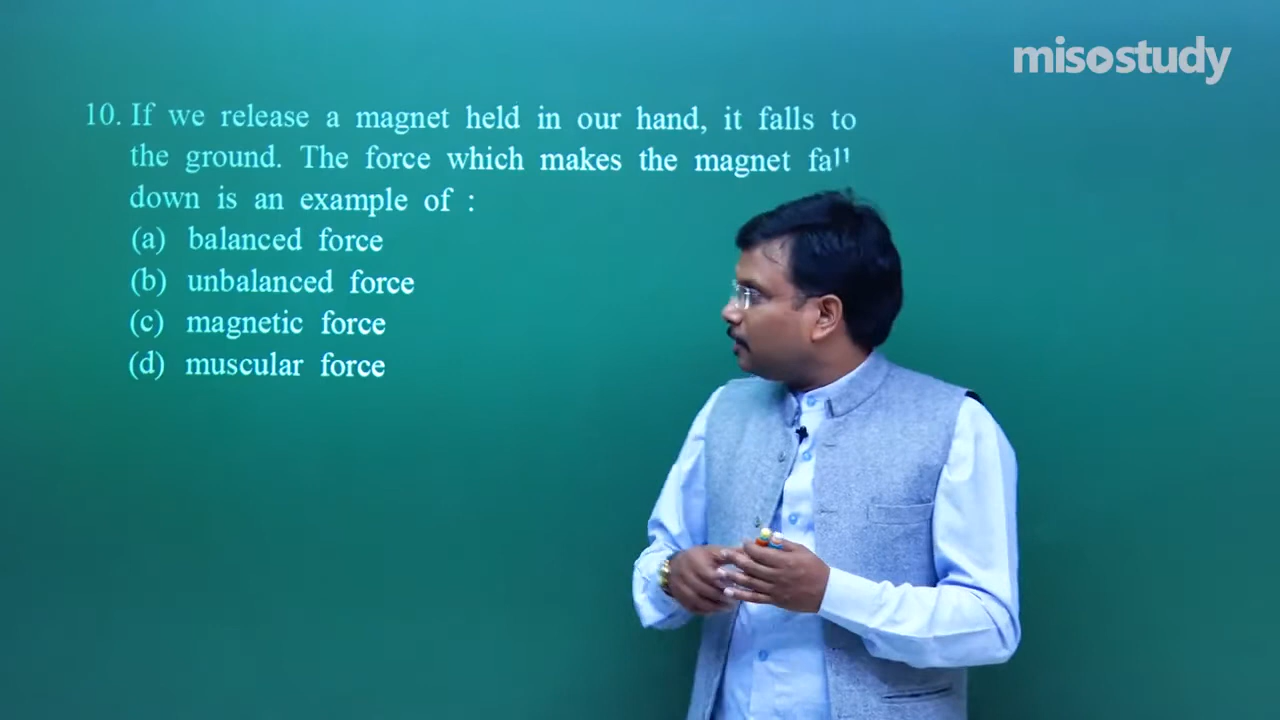 misostudy
10. If we release a magnet held in our hand, it falls to
the ground. The force which makes the magnet fall
down is an example of :
(a) balanced force
(b) unbalanced force
(c) magnetic force
(d) muscular force